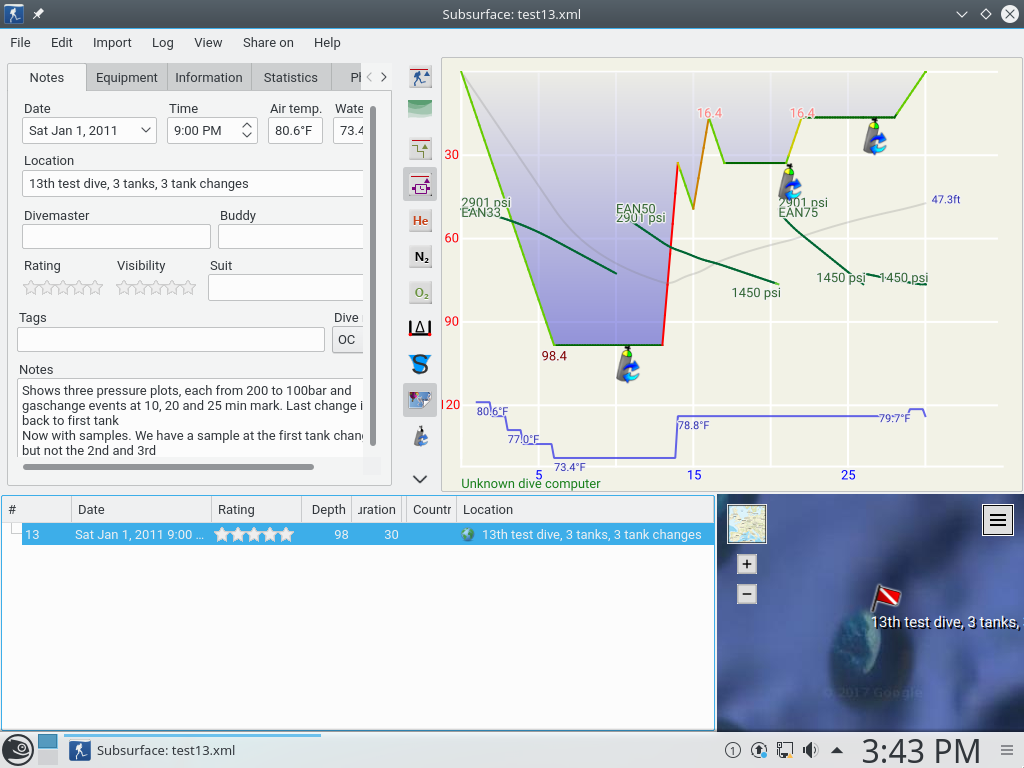 Subsurface: test13.xml
File Edit Import Log View Share on Help
Notes Equipment Information Statistics
Date Time Air temp. Wate
Sat Jan 1, 2011 9:00 PM 80.6°F 73.4
Location
13th test dive, 3 tanks, 3 tank changes
Divemaster Buddy
Rating Visibility Suit
Tags Dive
OC
Notes
Shows three pressure plots, each from 200 to 100bar and
gaschange events at 10, 20 and 25 min mark. Last change i
back to first tank
Now with samples. We have a sample at the first tank chang
but not the 2nd and 3rd
He
N₂
O₂
S
16.4 16.4
30
2901 psi
EAN33
EAN50
2901 psi
2901 psi
EAN75
47.3ft
60
1450 psi 1450 psi
1450 psi
90
98.4
120
80.6°F
77.0°F
73.4°F
78.8°F
79.7°F
5 15 25
Unknown dive computer
# Date Rating Depth uration Countr Location
13 Sat Jan 1, 2011 9:00 ... 98 30 13th test dive, 3 tanks, 3 tank changes
+
−
13th test dive, 3 tanks,
© 2017 Google
Subsurface: test13.xml
1
3:43 PM